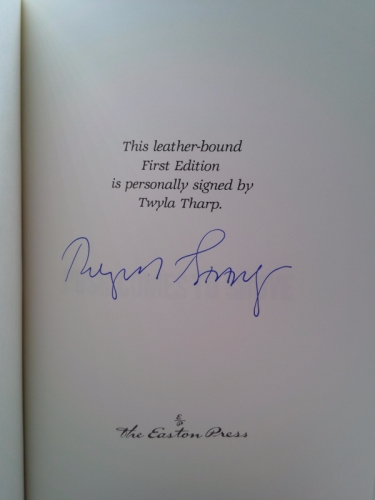 This leather-bound
First Edition
is personally signed by
Twyla Tharp.
The Easton Press